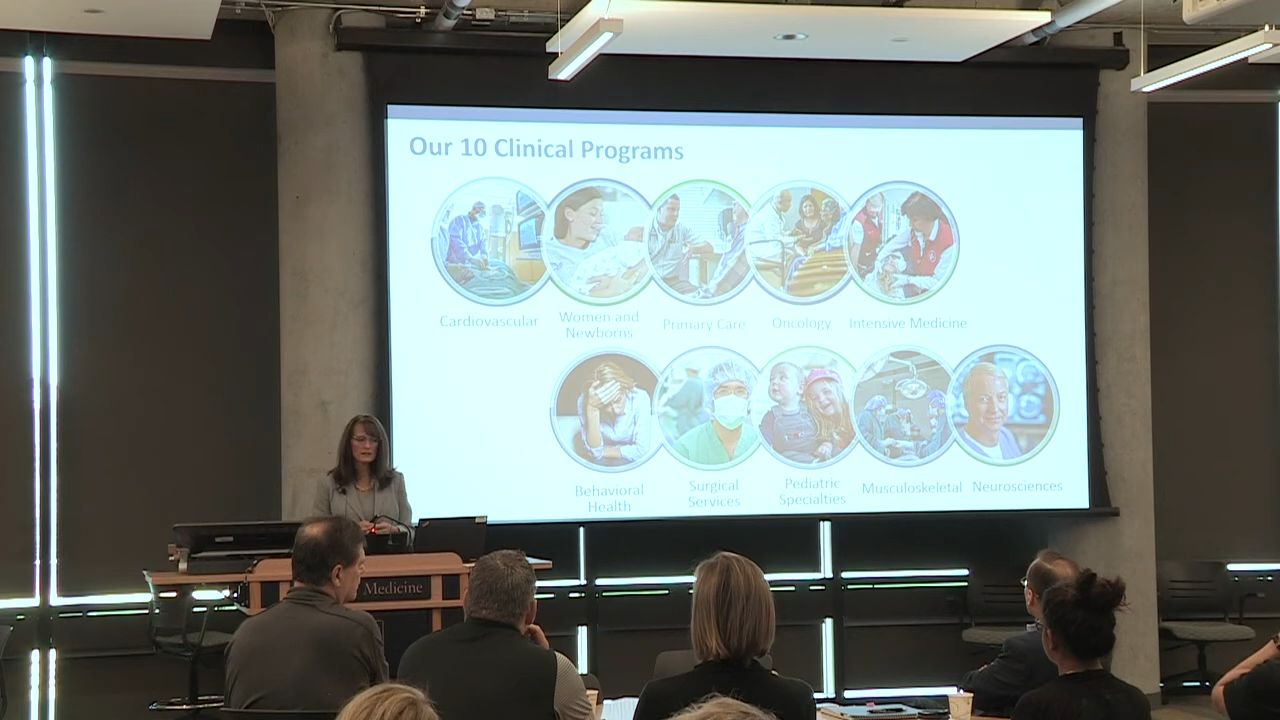 Our 10 Clinical Programs
Cardiovascular
Women and
Newborns
Primary Care
Oncology
Intensive Medicine
Behavioral
Health
Surgical
Services
Pediatric
Specialties
Musculoskeletal
Neurosciences
Medicine